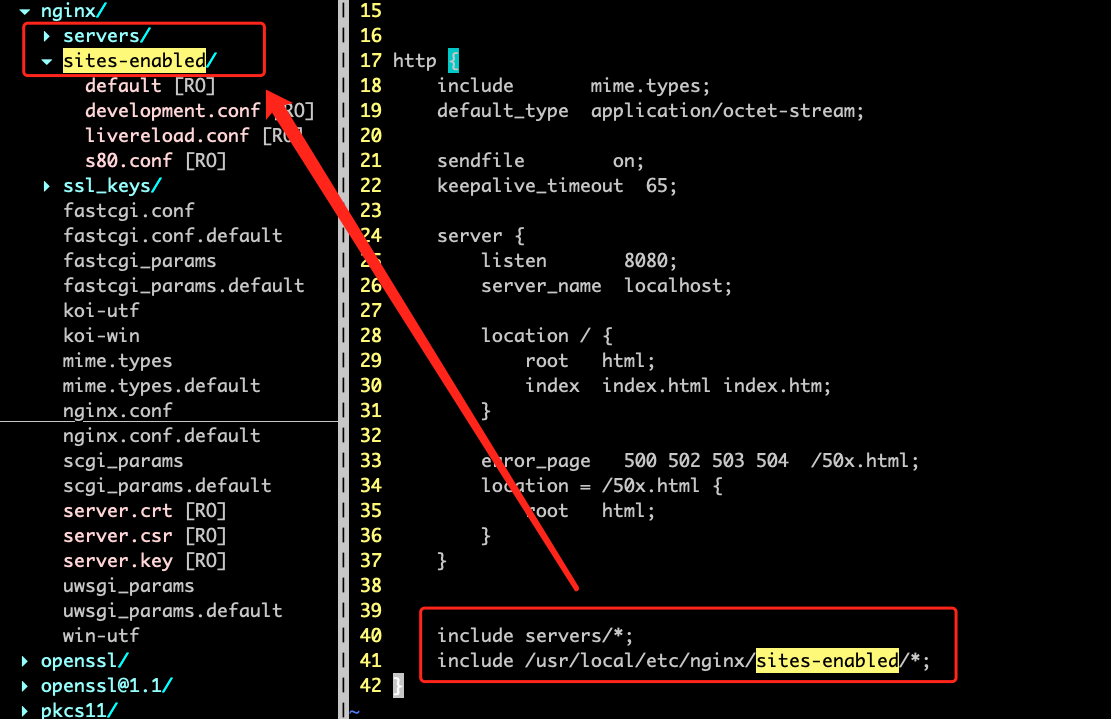 ▾ nginx/
▸ servers/
▾ sites-enabled/
default [RO]
development.conf [RO]
livereload.conf [RO]
s80.conf [RO]
▸ ssl_keys/
fastcgi.conf
fastcgi.conf.default
fastcgi_params
fastcgi_params.default
koi-utf
koi-win
mime.types
mime.types.default
nginx.conf
nginx.conf.default
scgi_params
scgi_params.default
server.crt [RO]
server.csr [RO]
server.key [RO]
uwsgi_params
uwsgi_params.default
win-utf
▸ openssl/
▸ openssl@1.1/
▸ pkcs11/
15
16
17 http {
18     include       mime.types;
19     default_type  application/octet-stream;
20
21     sendfile        on;
22     keepalive_timeout  65;
23
24     server {
25         listen       8080;
26         server_name  localhost;
27
28         location / {
29             root   html;
30             index  index.html index.htm;
31         }
32
33         error_page   500 502 503 504  /50x.html;
34         location = /50x.html {
35             root   html;
36         }
37     }
38
39
40     include servers/*;
41     include /usr/local/etc/nginx/sites-enabled/*;
42 }
~